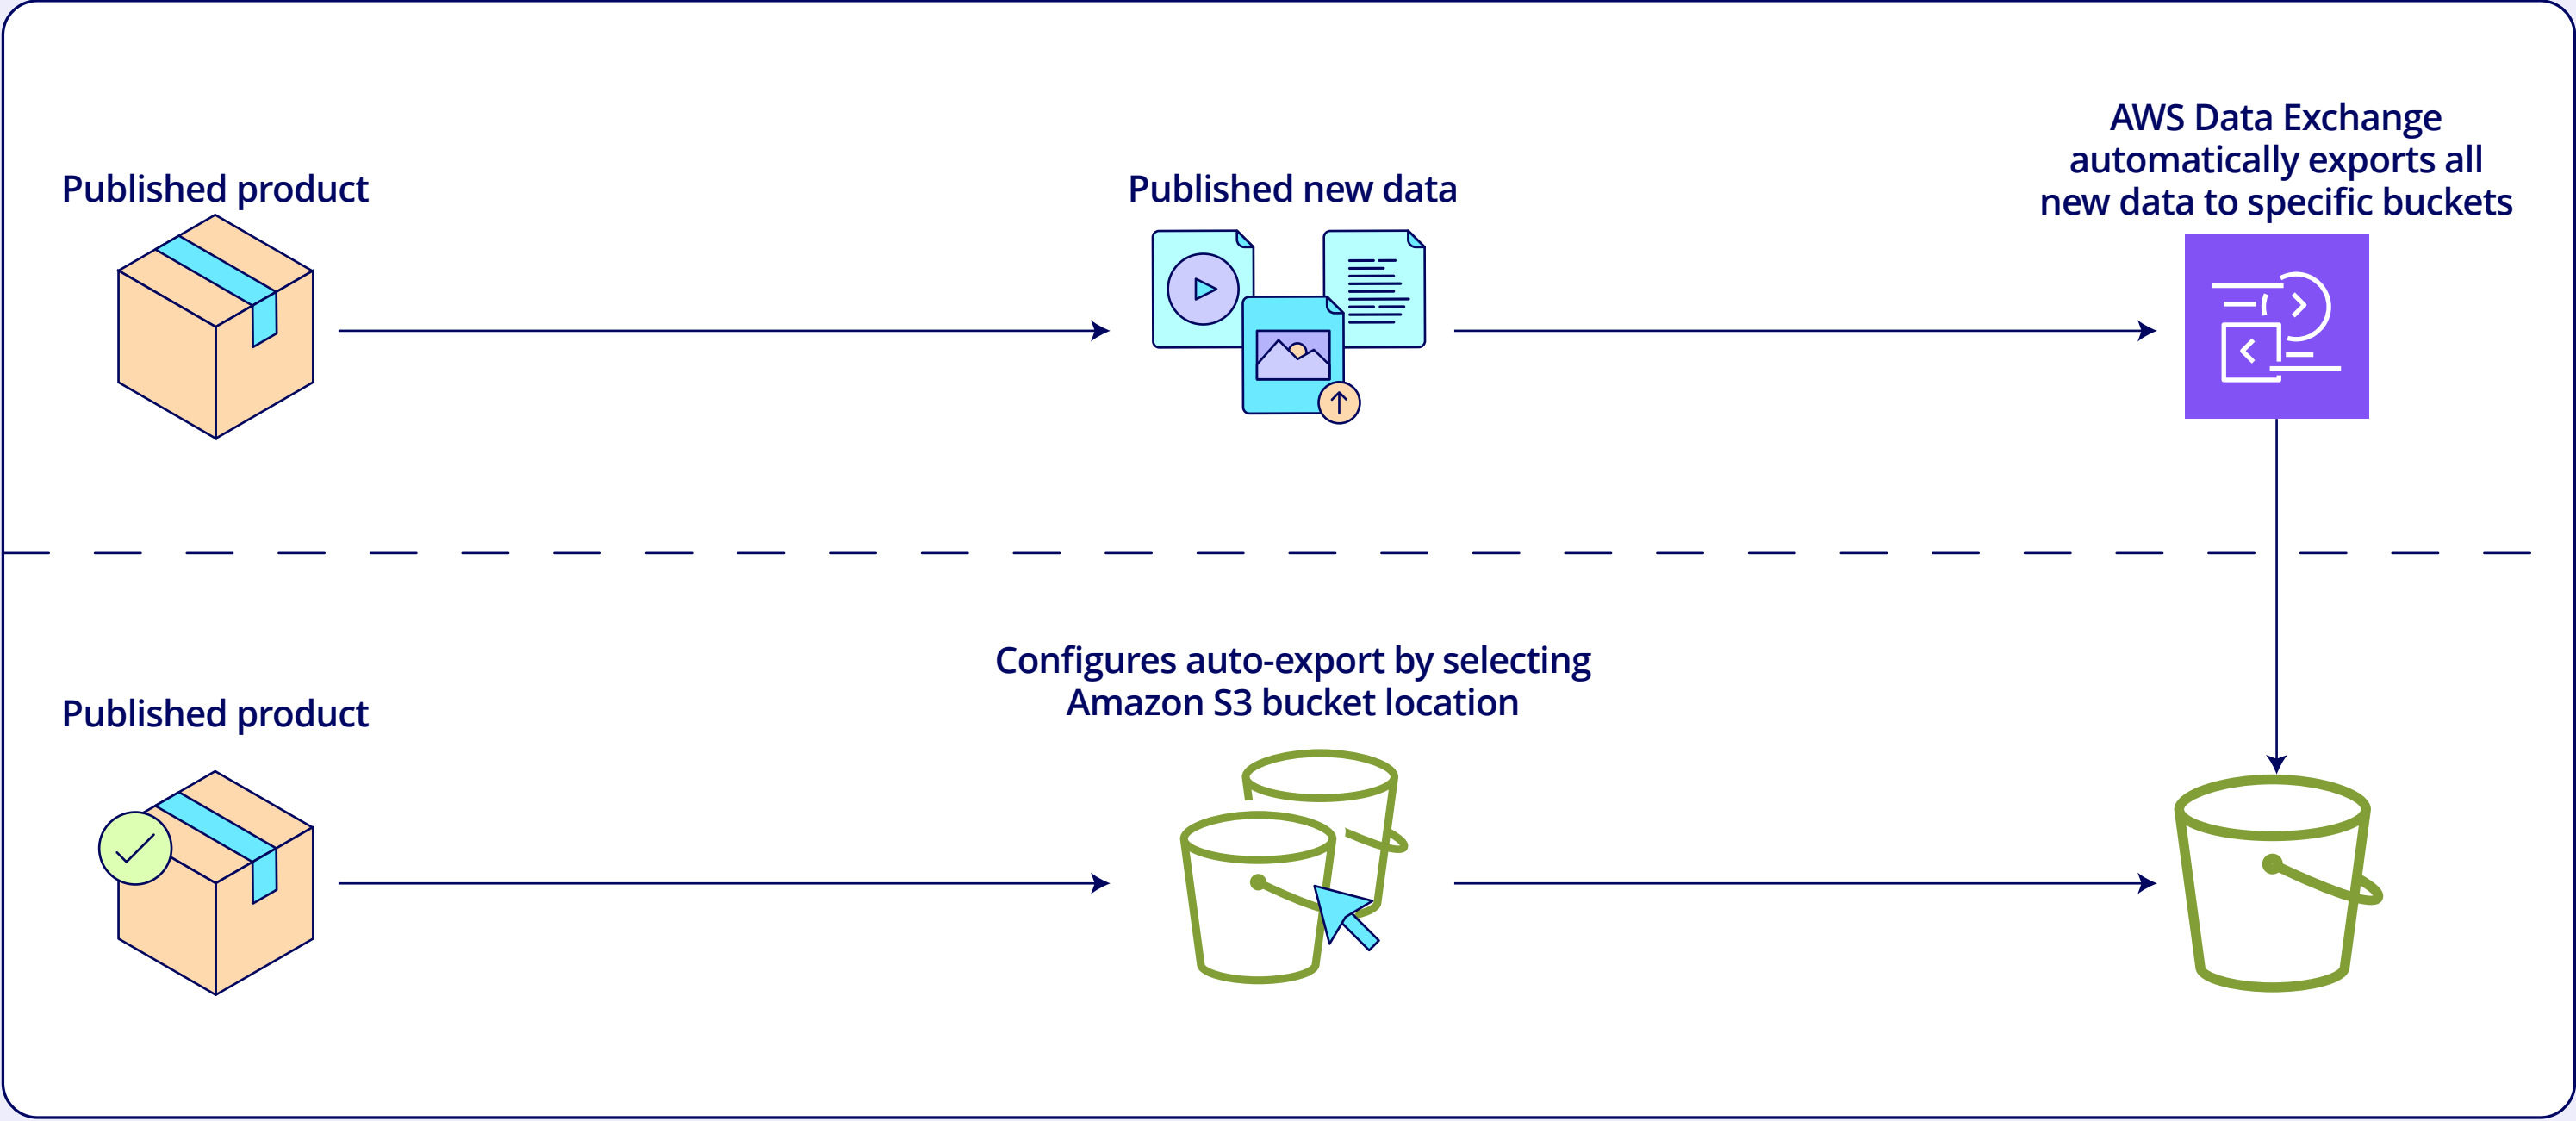 Published product
Published new data
AWS Data Exchange
automatically exports all
new data to specific buckets
Published product
Configures auto-export by selecting
Amazon S3 bucket location